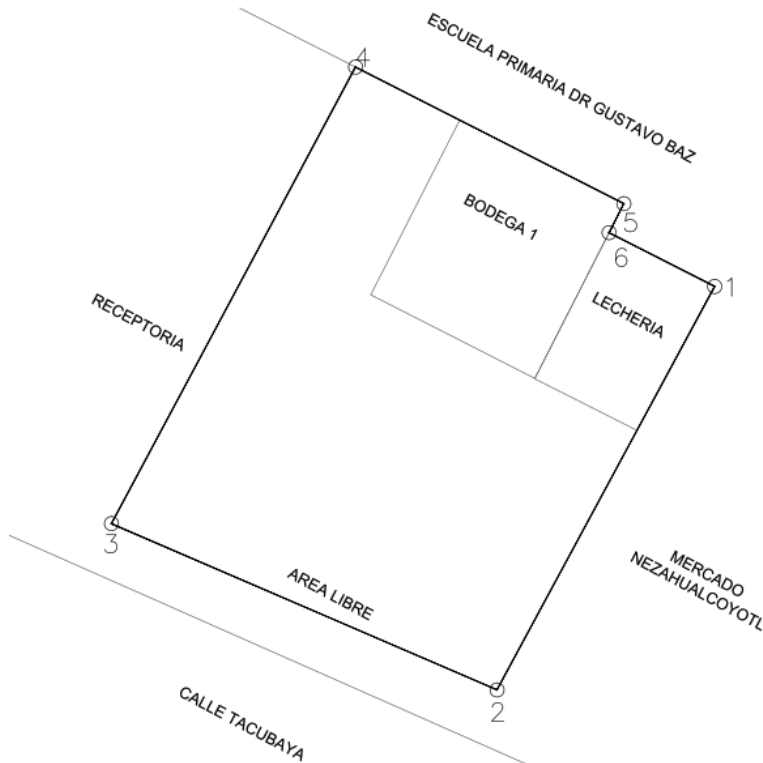 ESCUELA PRIMARIA DR GUSTAVO BAZ
4
5
BODEGA 1
6
1
LECHERIA
RECEPTORIA
3
AREA LIBRE
MERCADO
NEZAHUALCOYOTL
2
CALLE TACUBAYA